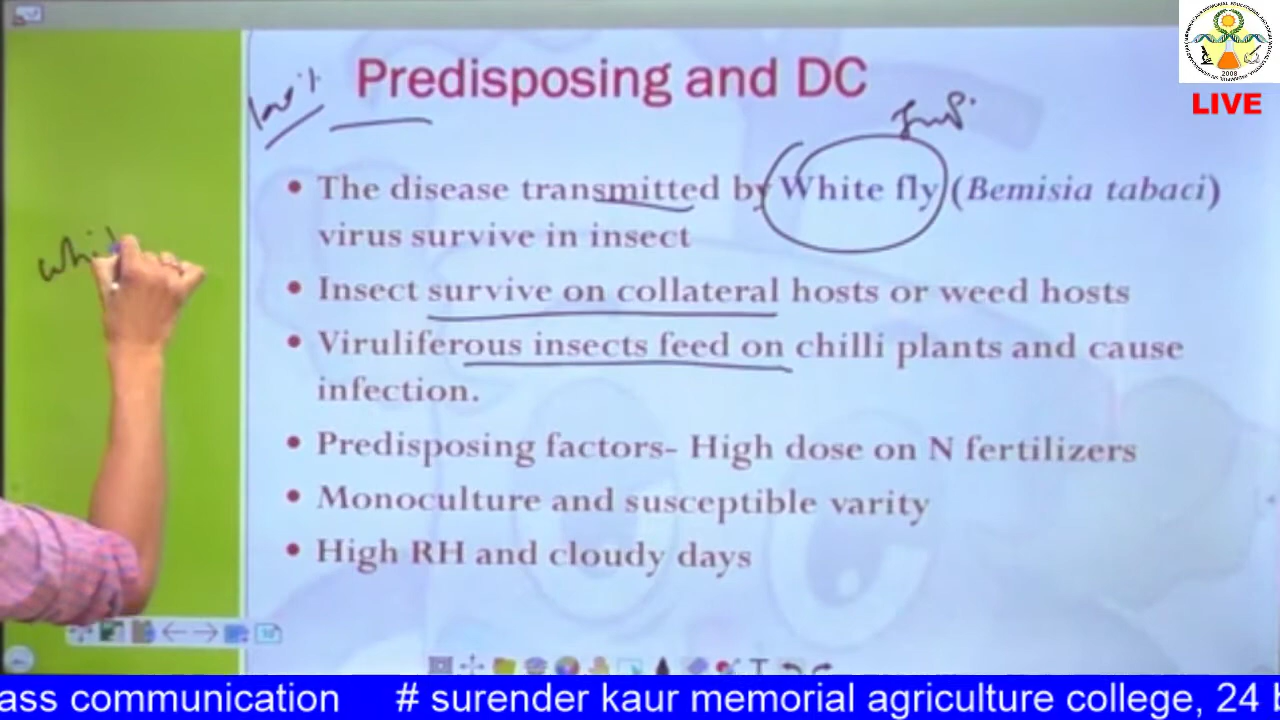 LIVE
2008
Predisposing and DC
• The disease transmitted by White fly (Bemisia tabaci)
virus survive in insect
• Insect survive on collateral hosts or weed hosts
• Viruliferous insects feed on chilli plants and cause
infection.
• Predisposing factors- High dose on N fertilizers
• Monoculture and susceptible varity
• High RH and cloudy days
whit
ass communication # surender kaur memorial agriculture college, 24 b